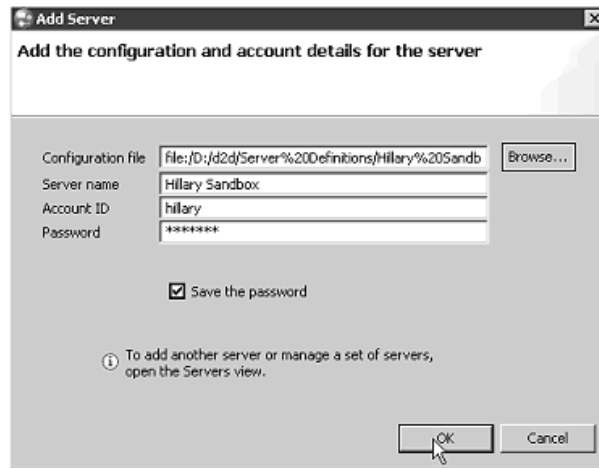 Add Server
Add the configuration and account details for the server
Configuration file file:/D:/d2d/Server%20Definitions/Hillary%20Sandb Browse...
Server name Hillary Sandbox
Account ID hillary
Password *******
Save the password
To add another server or manage a set of servers,
open the Servers view.
OK Cancel